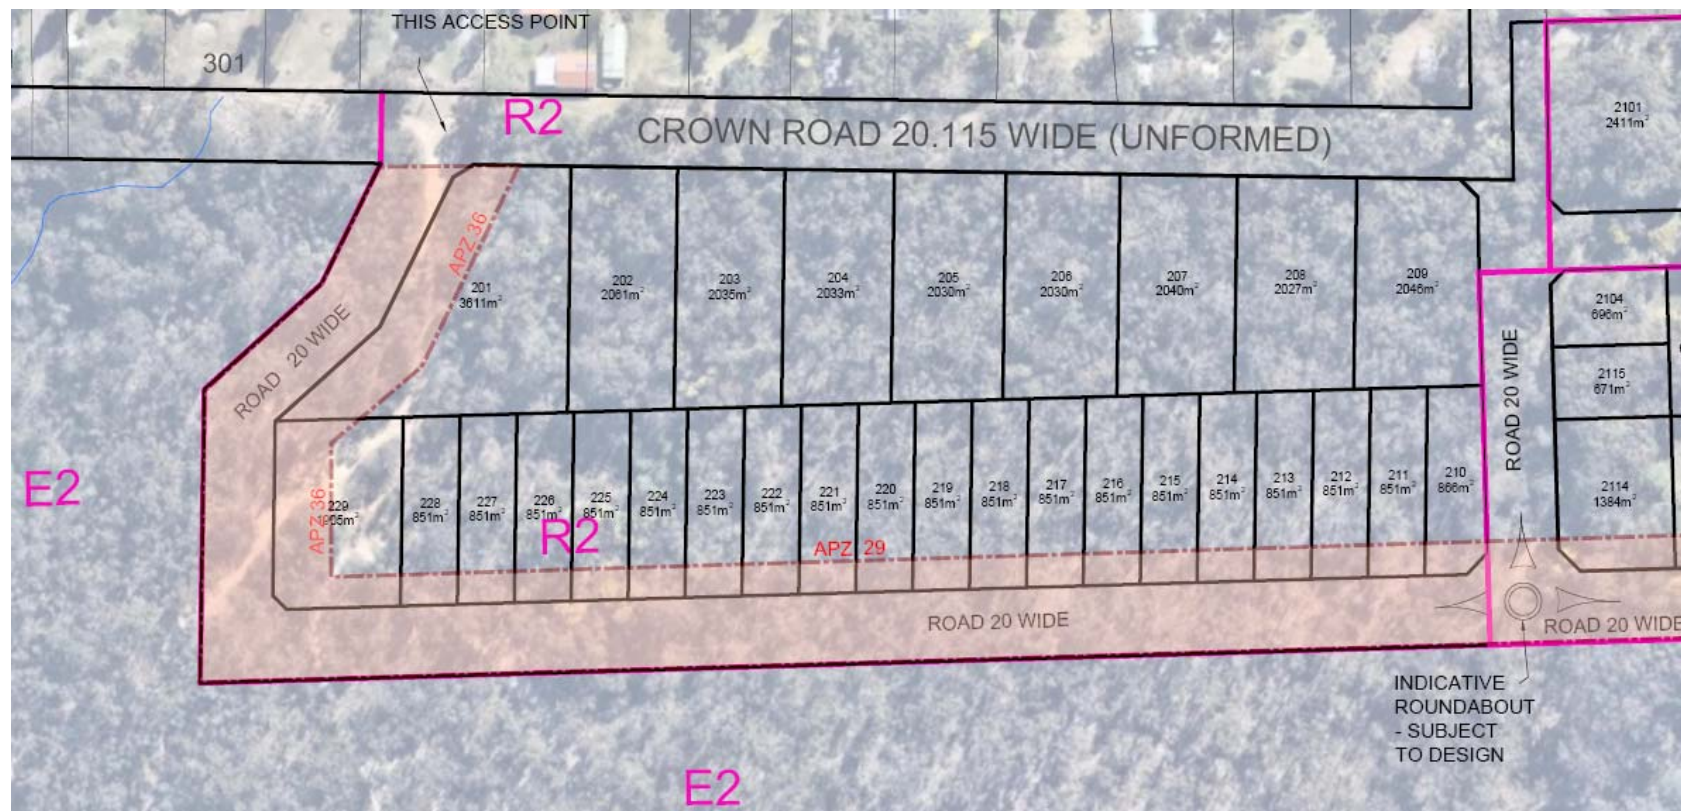 THIS ACCESS POINT
301
R2
CROWN ROAD 20.115 WIDE (UNFORMED)
2101
2411m²
APZ 36
201
3611m²
202
2061m²
203
2035m²
204
2033m²
205
2030m²
206
2030m²
207
2040m²
208
2027m²
209
2046m²
2104
696m²
2115
671m²
2114
1384m²
ROAD 20 WIDE
ROAD 20 WIDE
E2
APZ 36
229
228
851m²
227
851m²
226
851m²
225
851m²
224
851m²
223
851m²
222
851m²
221
851m²
220
851m²
219
851m²
218
851m²
217
851m²
216
851m²
215
851m²
214
851m²
213
851m²
212
851m²
211
851m²
210
866m²
R2
APZ 29
ROAD 20 WIDE
ROAD 20 WIDE
INDICATIVE
ROUNDABOUT
- SUBJECT
TO DESIGN
E2